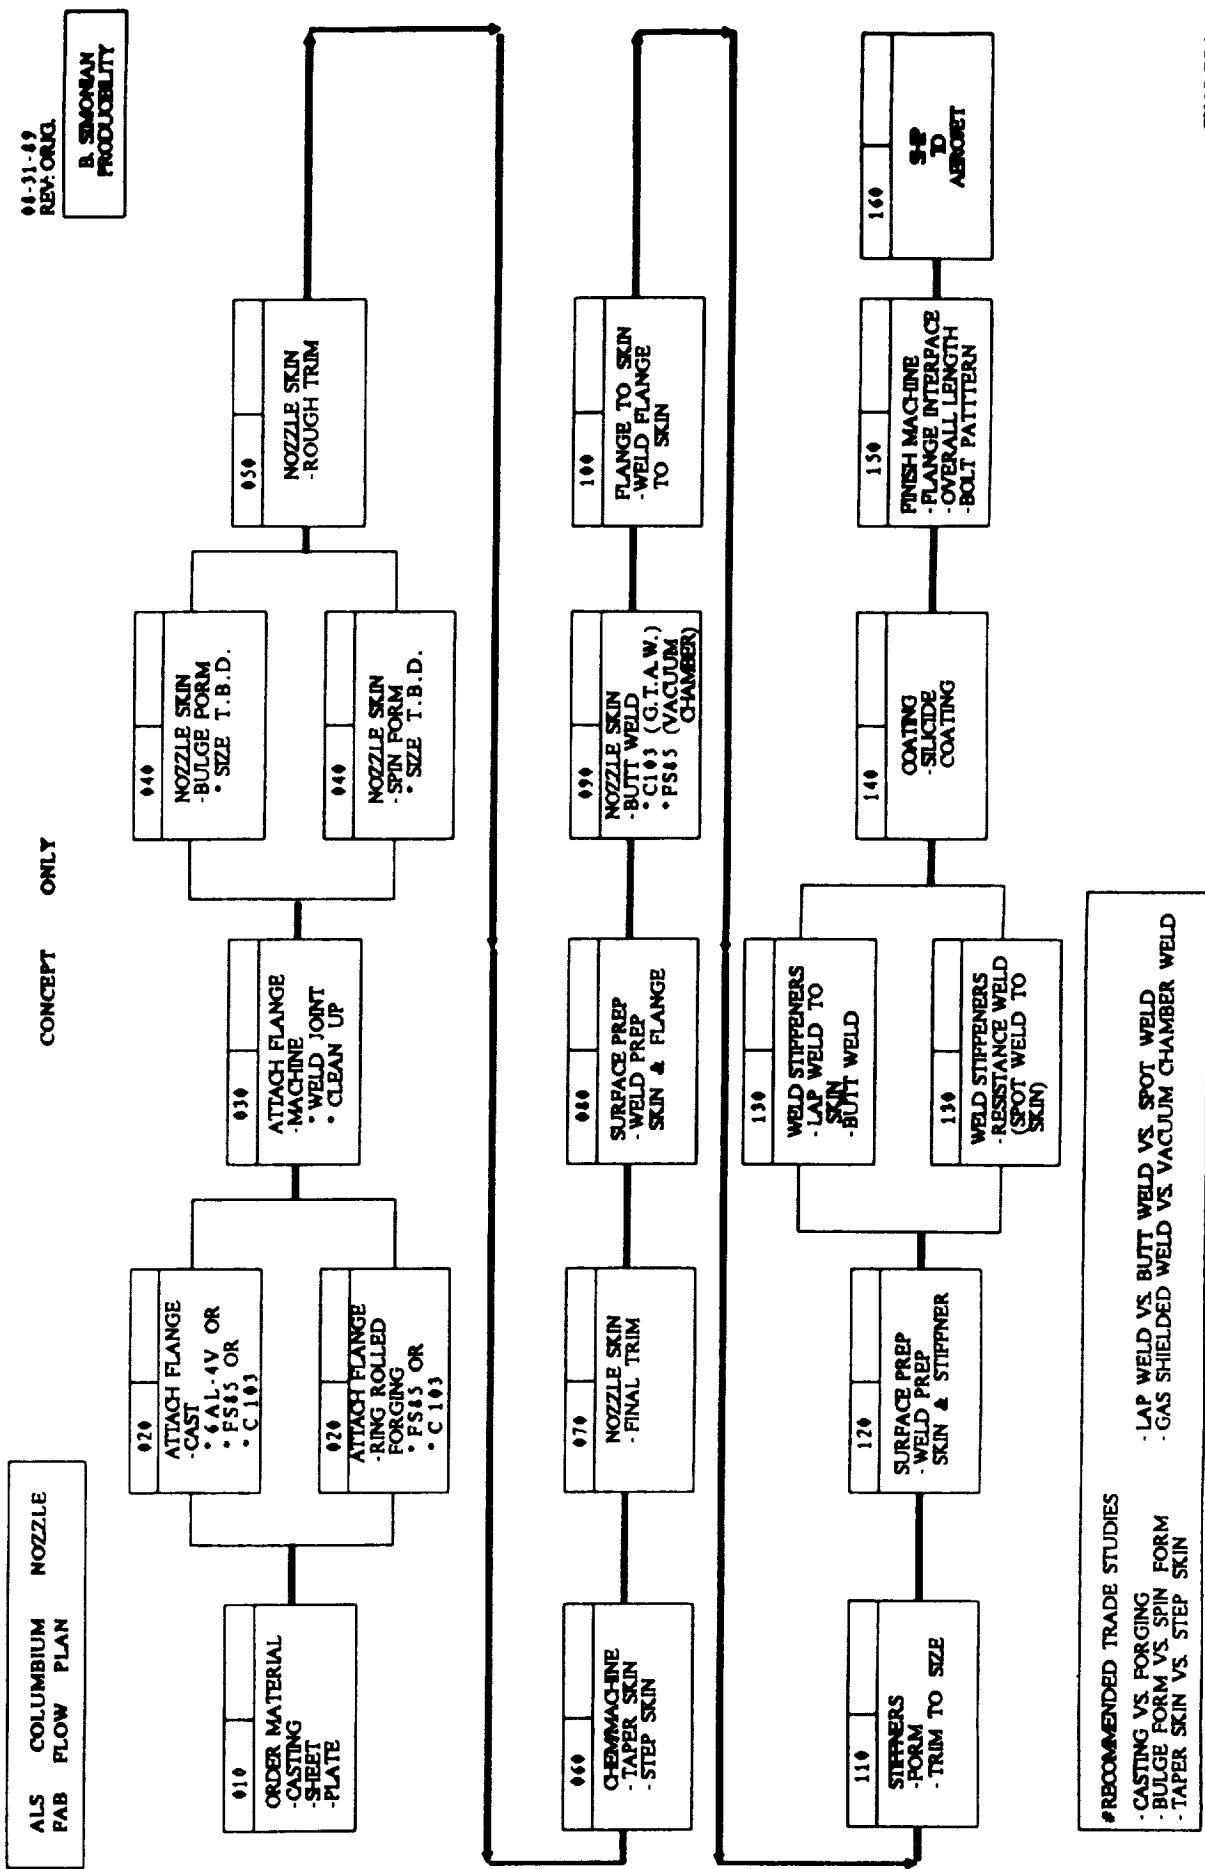 ALS COLUMBIUM NOZZLE
FAB FLOW PLAN
CONCEPT ONLY
08-31-89
REV: ORIG.
B. SIMONIAN
PRODUCIBILITY
010
ORDER MATERIAL
-CASTING
-SHEET
-PLATE
020
ATTACH FLANGE
-CAST
* 6AL-4V OR
* FS85 OR
* C103
020
ATTACH FLANGE
-RING ROLLED
FORGING
* FS85 OR
* C103
030
ATTACH FLANGE
-MACHINE
* WELD JOINT
* CLEAN UP
040
NOZZLE SKIN
-BULGE FORM
* SIZE T.B.D.
040
NOZZLE SKIN
-SPIN FORM
* SIZE T.B.D.
050
NOZZLE SKIN
-ROUGH TRIM
060
CHEM/MACHINE
- TAPER SKIN
- STEP SKIN
070
NOZZLE SKIN
- FINAL TRIM
080
SURFACE PREP
- WELD PREP
SKIN & FLANGE
090
NOZZLE SKIN
-BUTT WELD
* C103 (G.T.A.W.)
* FS85 (VACUUM
CHAMBER)
100
FLANGE TO SKIN
-WELD FLANGE
TO SKIN
110
STIFFNERS
- FORM
- TRIM TO SIZE
120
SURFACE PREP
- WELD PREP
SKIN & STIFFNER
130
WELD STIFFENERS
- LAP WELD TO
SKIN
- BUTT WELD
130
WELD STIFFENERS
- RESISTANCE WELD
(SPOT WELD TO
SKIN)
140
COATING
-SILICIDE
COATING
150
FINISH MACHINE
- FLANGE INTERFACE
- OVERALL LENGTH
-BOLT PATTTERN
160
SHIP
TO
AEROJET
#RECOMMENDED TRADE STUDIES
- CASTING VS. FORGING
- BULGE FORM VS. SPIN FORM
- TAPER SKIN VS. STEP SKIN
- LAP WELD VS. BUTT WELD VS. SPOT WELD
- GAS SHIELDED WELD VS. VACUUM CHAMBER WELD